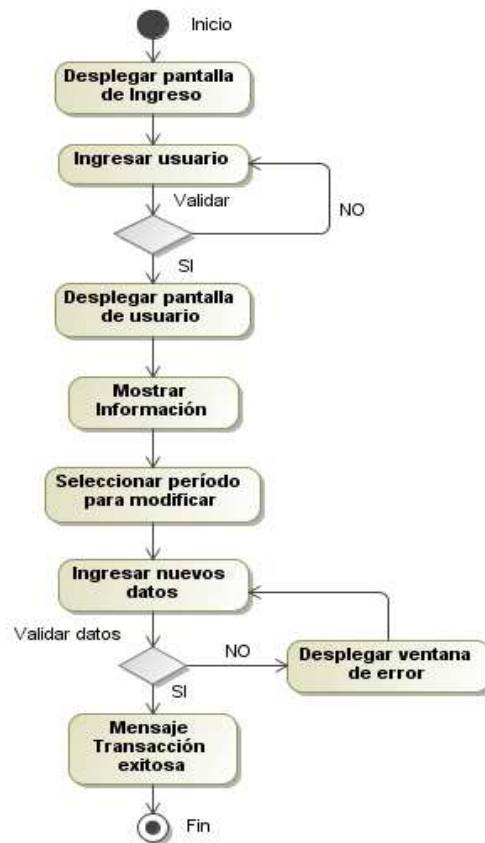 Inicio
Desplegar pantalla
de Ingreso
Ingresar usuario
Validar
NO
SI
Desplegar pantalla
de usuario
Mostrar
Información
Seleccionar período
para modificar
Ingresar nuevos
datos
Validar datos
NO
Desplegar ventana
de error
SI
Mensaje
Transacción
exitosa
Fin